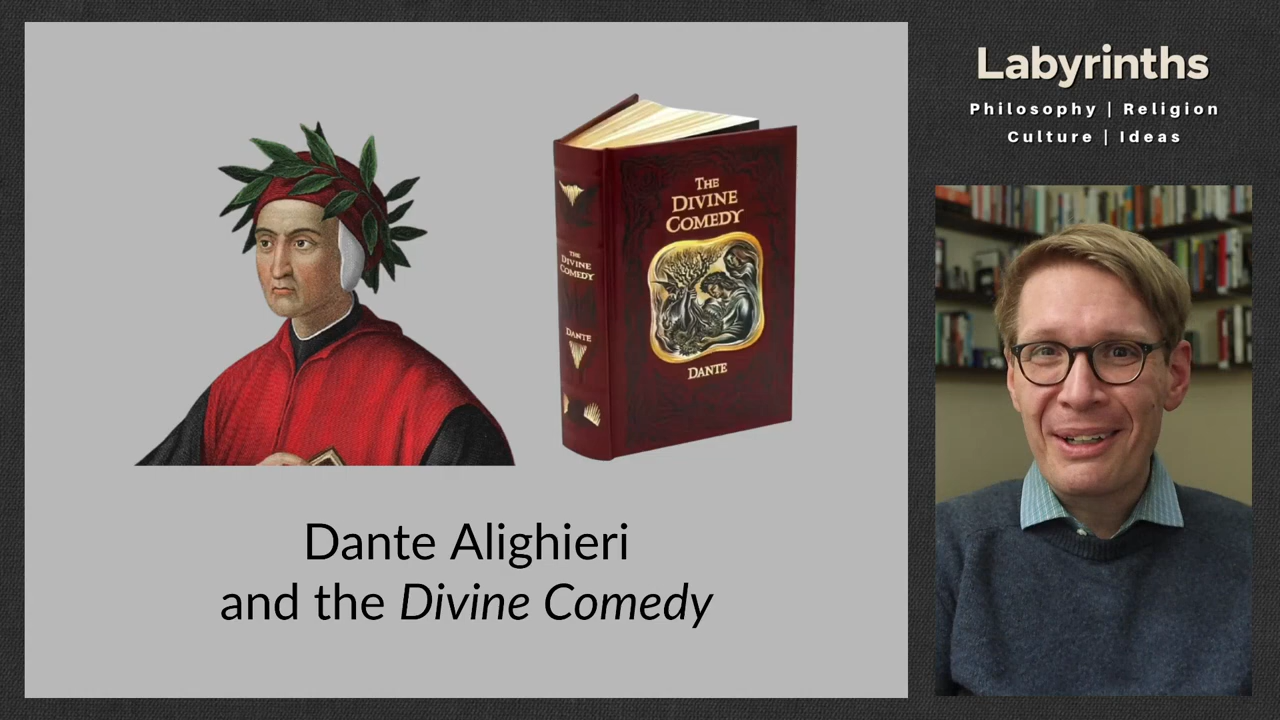 Labyrinths
Philosophy | Religion
Culture | Ideas
THE
DIVINE
COMEDY
DANTE
THE
DIVINE
COMEDY
DANTE
Dante Alighieri
and the Divine Comedy